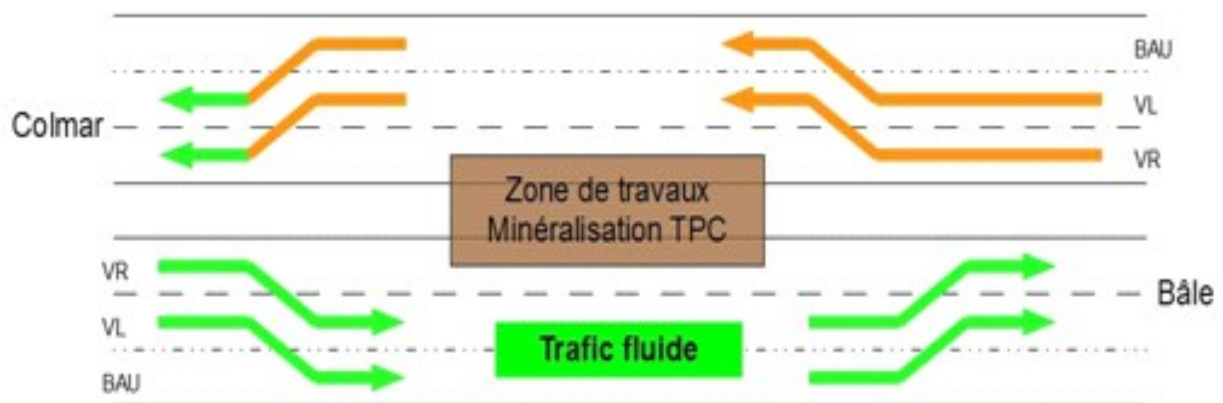 BAU
VL
Colmar
VR
Zone de travaux
Minéralisation TPC
VR
Bâle
VL
Trafic fluide
BAU